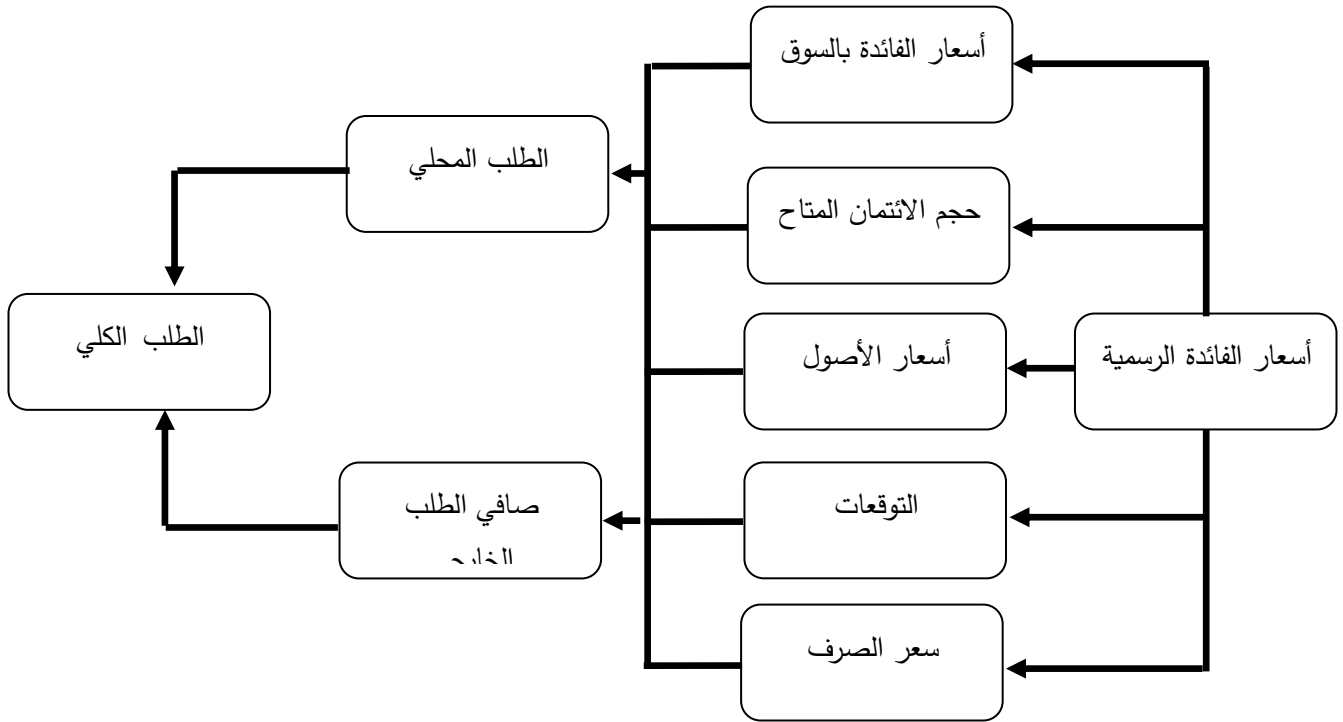 أسعار الفائدة الرسمية
أسعار الفائدة بالسوق
حجم الائتمان المتاح
أسعار الأصول
التوقعات
سعر الصرف
الطلب المحلي
صافي الطلب
الطلب الكلي